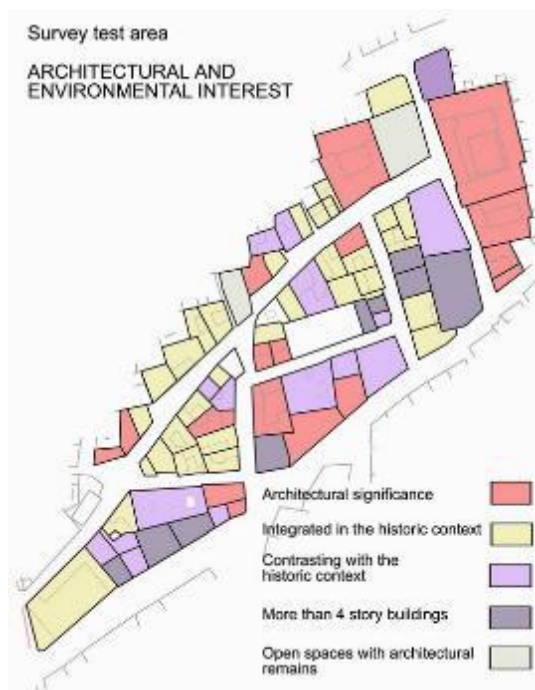 Survey test area
ARCHITECTURAL AND
ENVIRONMENTAL INTEREST
Architectural significance
Integrated in the historic context
Contrasting with the
historic context
More than 4 story buildings
Open spaces with architectural
remains